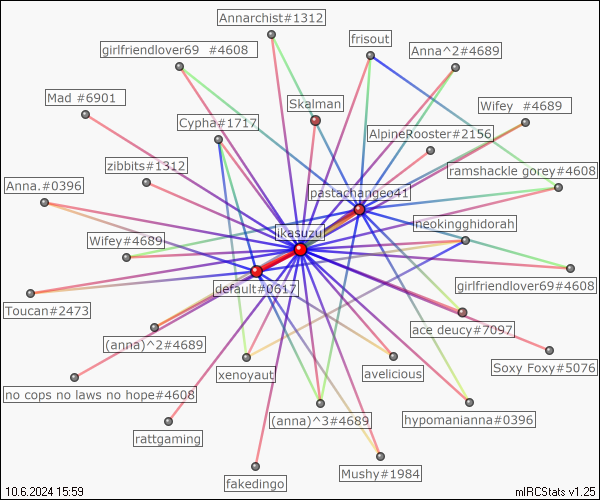 Annarchist#1312
frisout
girlfriendlover69 #4608
Anna^2#4689
Mad #6901
Skalman
Wifey #4689
Cypha#1717
AlpineRooster#2156
zibbits#1312
ramshackle gorey#4608
Anna.#0396
pastachangeo41
neokingghidorah
ikasuzu
Wifey#4689
girlfriendlover69#4608
default#0617
Toucan#2473
ace deucy#7097
(anna)^2#4689
Soxy Foxy#5076
xenoyaut
avelicious
no cops no laws no hope#4608
(anna)^3#4689
hypomanianna#0396
rattgaming
Mushy#1984
fakedingo
10.6.2024 15:59
mIRCStats v1.25